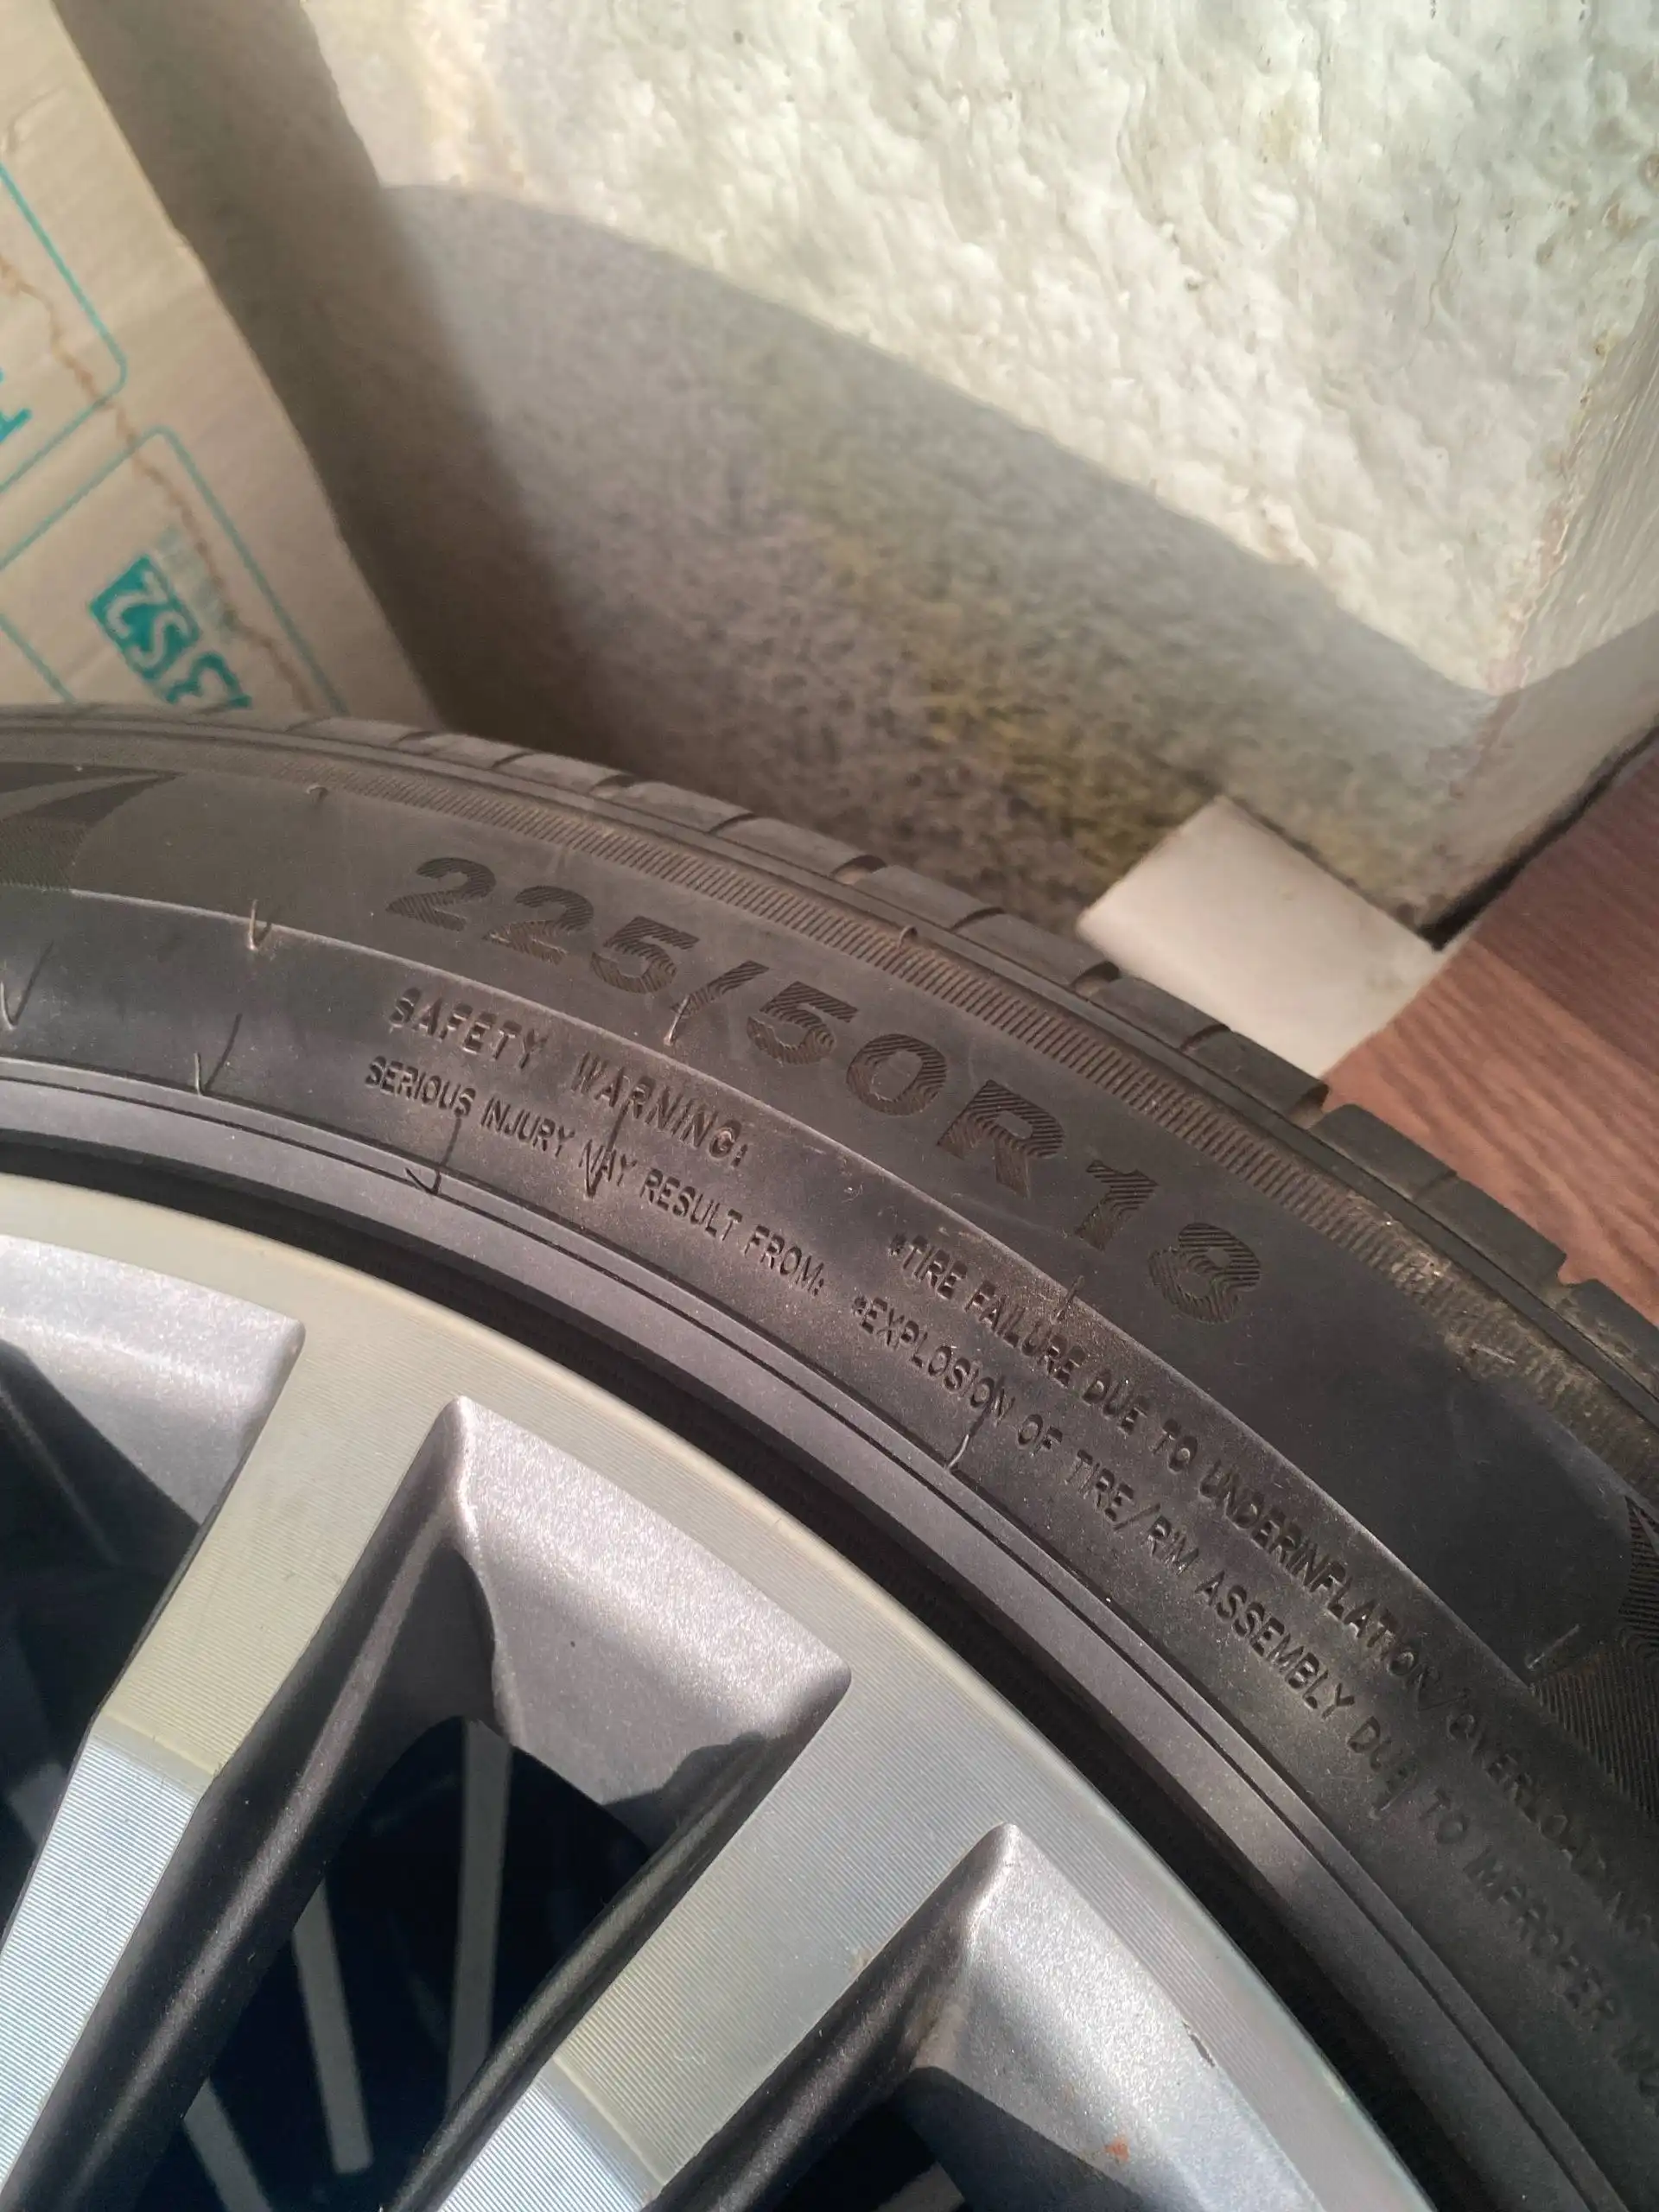 225/50R18
SAFETY WARNING:
SERIOUS INJURY MAY RESULT FROM:
•TIRE FAILURE DUE TO UNDERINFLATION/OVERLOADING
•EXPLOSION OF TIRE/RIM ASSEMBLY DUE TO IMPROPER